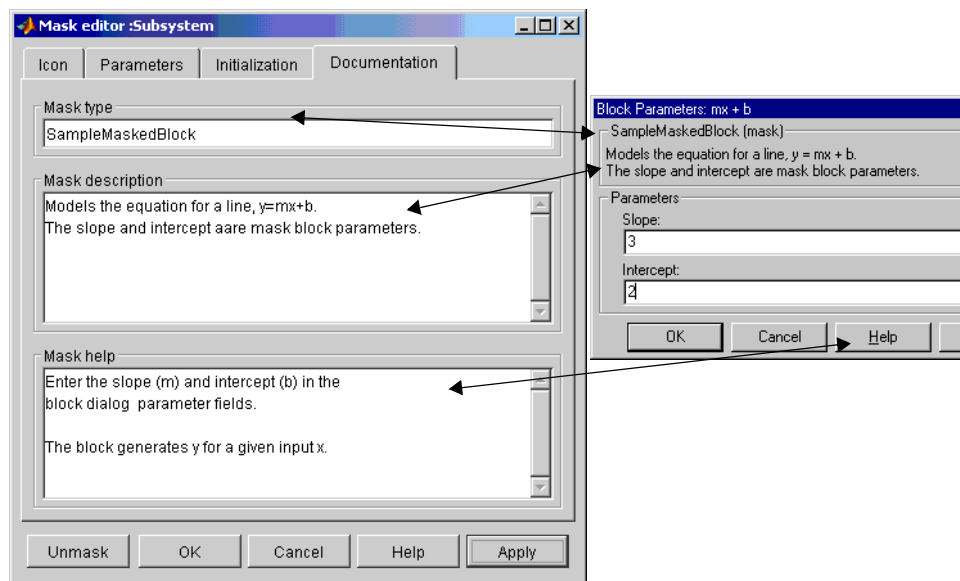 Mask editor :Subsystem
Icon
Parameters
Initialization
Documentation
Mask type
SampleMaskedBlock
Mask description
Models the equation for a line, y=mx+b.
The slope and intercept aare mask block parameters.
Mask help
Enter the slope (m) and intercept (b) in the
block dialog parameter fields.
The block generates y for a given input x.
Unmask
OK
Cancel
Help
Apply
Block Parameters: mx + b
SampleMaskedBlock (mask)
Models the equation for a line, y = mx + b.
The slope and intercept are mask block parameters.
Parameters
Slope:
3
Intercept:
2
OK
Cancel
Help